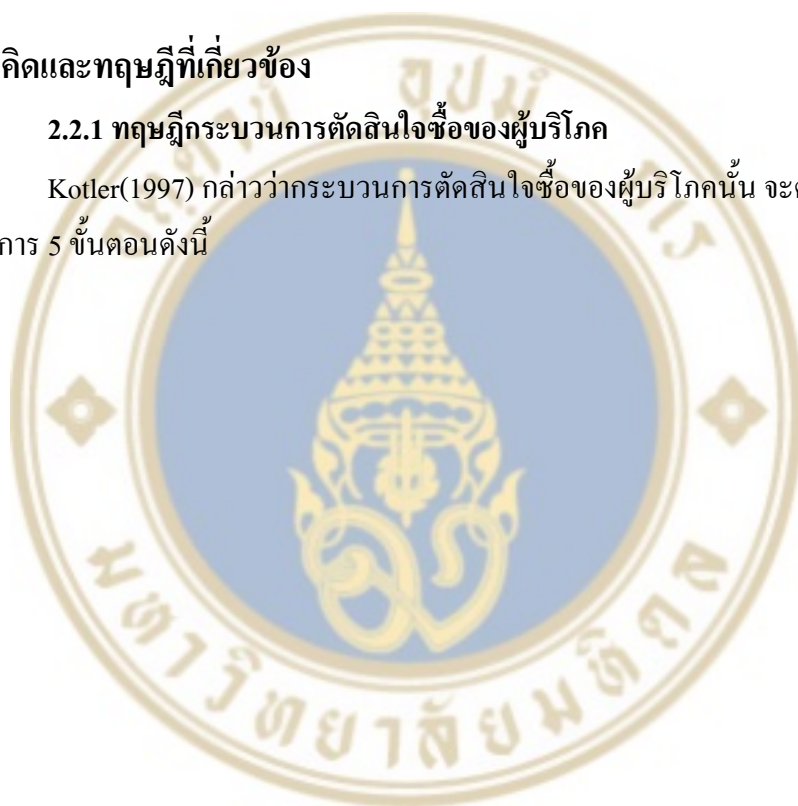 คิดและทฤษฎีที่เกี่ยวข้อง
2.2.1 ทฤษฎีกระบวนการตัดสินใจซื้อของผู้บริโภค
Kotler(1997) กล่าวว่ากระบวนการตัดสินใจซื้อของผู้บริโภคนั้น จะ
การ 5 ขั้นตอนดังนี้
มหาวิทยาลัยมหิดล